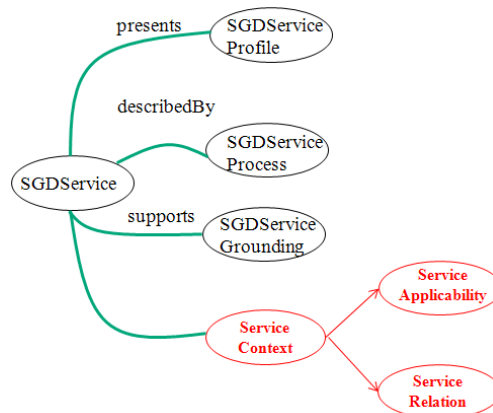 presents
SGDService
Profile
describedBy
SGDService
Process
SGDService
supports
SGDService
Grounding
Service
Applicability
Service
Context
Service
Relation